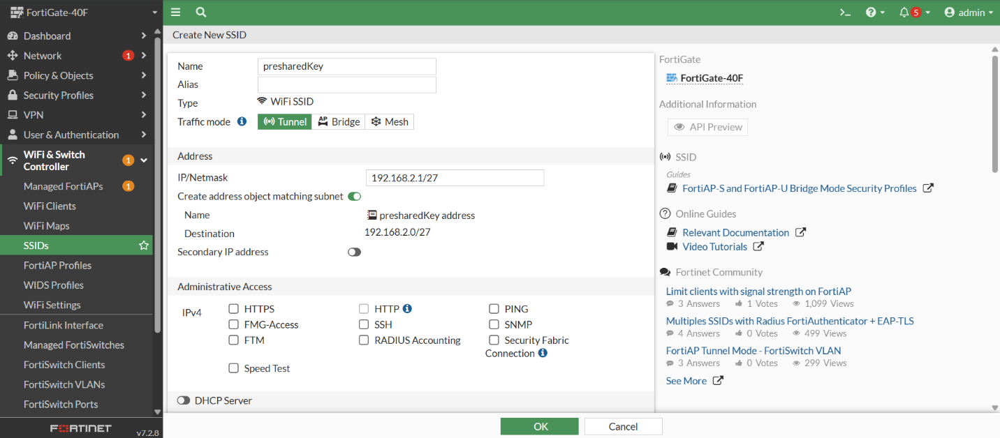 FortiGate-40F
5
admin
Dashboard
Network 1
Policy & Objects
Security Profiles
VPN
User & Authentication
WiFi & Switch
Controller
1
Managed FortiAPs 1
WiFi Clients
WiFi Maps
SSIDs
FortiAP Profiles
WIDS Profiles
WiFi Settings
FortiLink Interface
Managed FortiSwitches
FortiSwitch Clients
FortiSwitch VLANs
FortiSwitch Ports
FORTINET
v7.2.8
Create New SSID
Name presharedKey
Alias
Type WiFi SSID
Traffic mode Tunnel AP Bridge Mesh
Address
IP/Netmask 192.168.2.1/27
Create address object matching subnet
Name presharedKey address
Destination 192.168.2.0/27
Secondary IP address
Administrative Access
IPv4 HTTPS HTTP PING
FMG-Access SSH SNMP
FTM RADIUS Accounting Security Fabric
Connection
Speed Test
DHCP Server
OK Cancel
FortiGate
FortiGate-40F
Additional Information
API Preview
SSID
Guides
FortiAP-S and FortiAP-U Bridge Mode Security Profiles
Online Guides
Relevant Documentation
Video Tutorials
Fortinet Community
Limit clients with signal strength on FortiAP
3 Answers 1 Votes 1,099 Views
Multiples SSIDs with Radius FortiAuthenticator + EAP-TLS
4 Answers 0 Votes 499 Views
FortiAP Tunnel Mode - FortiSwitch VLAN
3 Answers 0 Votes 299 Views
See More